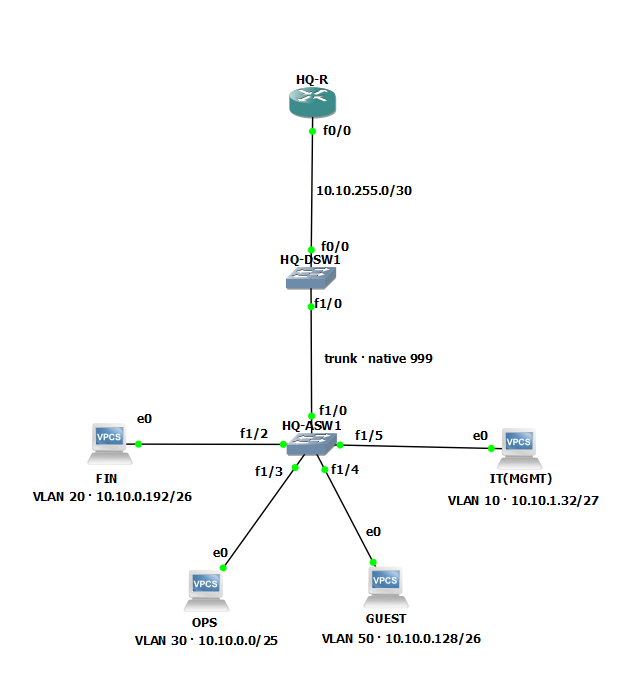 HQ-R
f0/0
10.10.255.0/30
f0/0
HQ-DSW1
f1/0
trunk · native 999
f1/0
HQ-ASW1
e0
f1/2
f1/5
e0
VPCS
VPCS
f1/3
f1/4
FIN
IT(MGMT)
VLAN 20 · 10.10.0.192/26
VLAN 10 · 10.10.1.32/27
e0
e0
VPCS
VPCS
OPS
GUEST
VLAN 30 · 10.10.0.0/25
VLAN 50 · 10.10.0.128/26